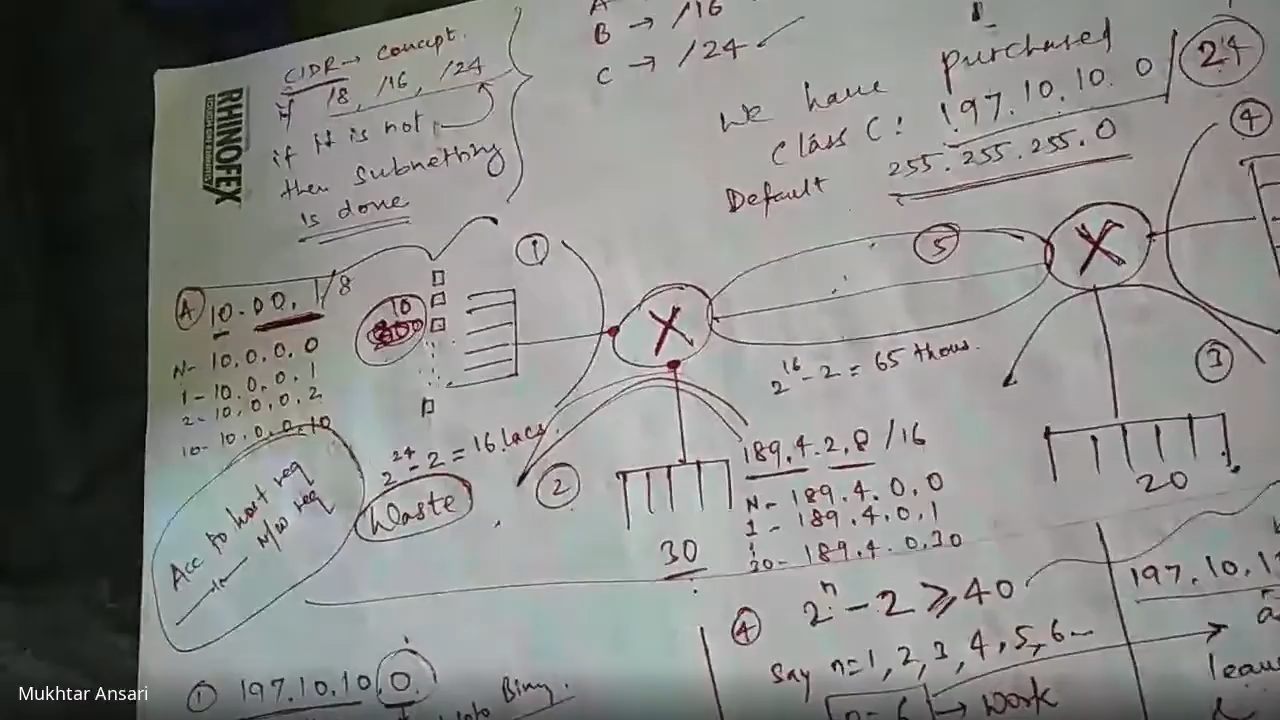 RHINOFEX
CIDR → Concept.
if /8, /16, /24
if it is not
then subnetting
is done
A
B → /16
C → /24 ✓
We have purchased
Class C: 197.10.10.0/24
Default 255.255.255.0
A 10.00.1/8
N- 10.0.0.0
1 - 10.0.0.1
2- 10.0.0.2
10- 10.0.0.10
10
1
5
4
3
2
X
X
2^16 - 2 = 65 thous.
2^24 - 2 = 16 lacs.
Waste
Acc to host req
n/w req
189.4.2.8 /16
N - 189.4.0.0
1 - 189.4.0.1
30 - 189.4.0.30
30
20
4 2^n - 2 ⩾ 40
Say n=1, 2, 3, 4, 5, 6
n=6 → Work
197.10.1
1 197.10.10.0
into Binary.
Mukhtar Ansari